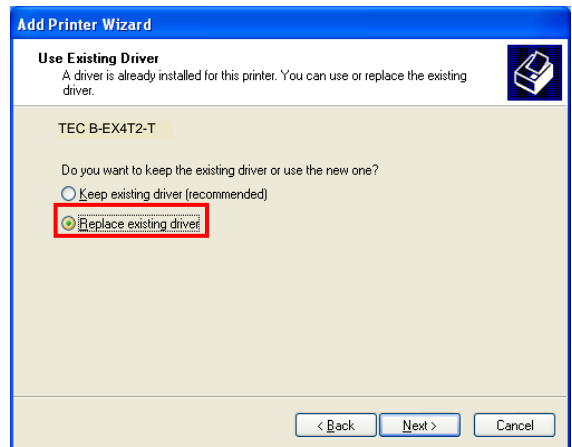 Add Printer Wizard
Use Existing Driver
A driver is already installed for this printer. You can use or replace the existing
driver.
TEC B-EX4T2-T
Do you want to keep the existing driver or use the new one?
Keep existing driver (recommended)
Replace existing driver
< Back
Next >
Cancel